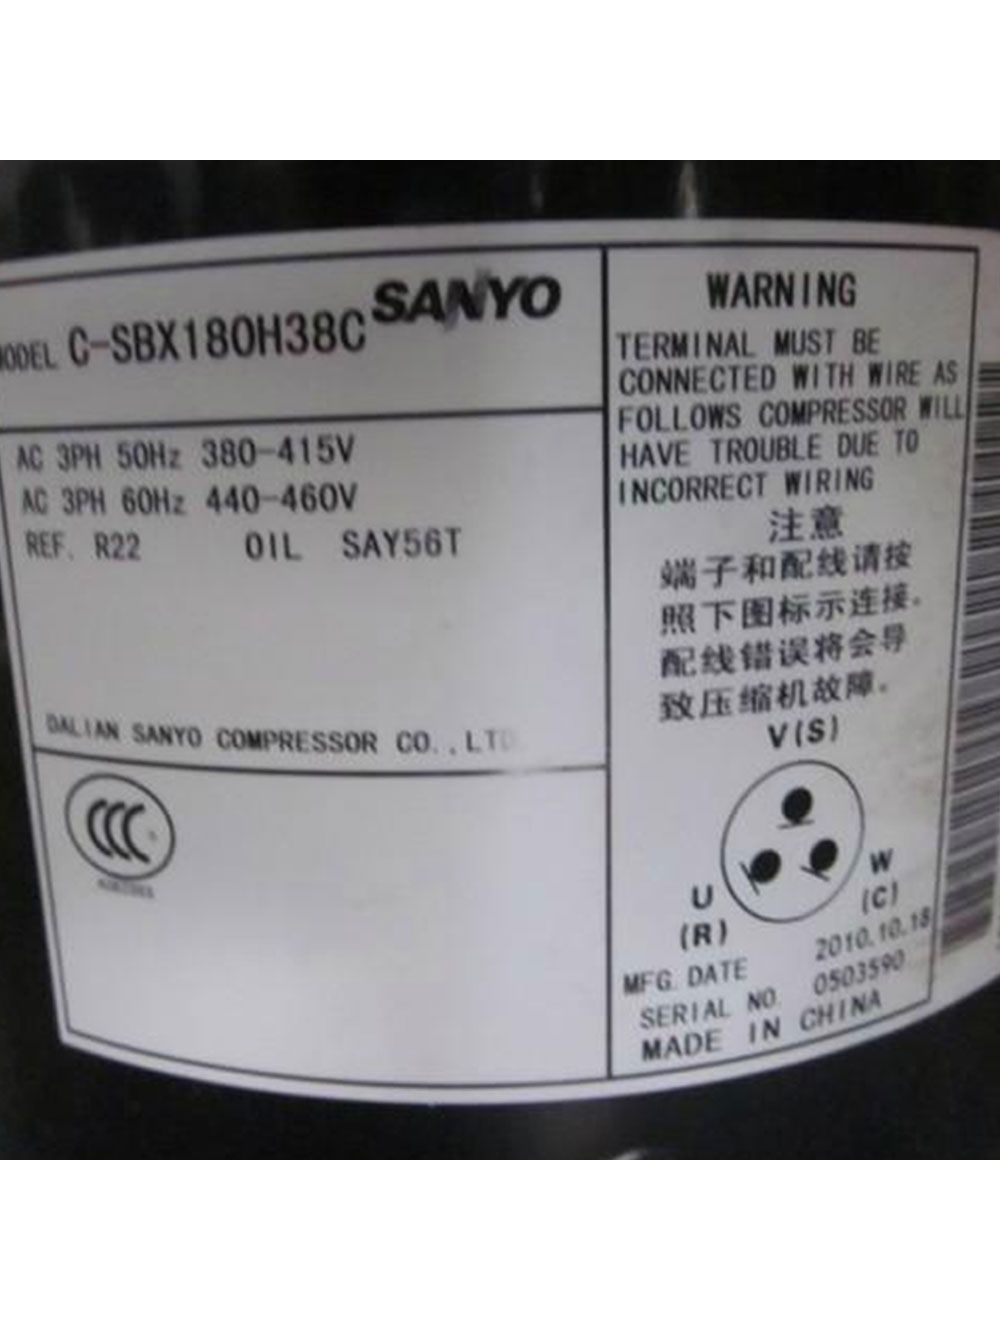 SANYO
MODEL C-SBX180H38C
AC 3PH 50Hz 380-415V
AC 3PH 60Hz 440-460V
REF. R22 OIL SAY56T
DALIAN SANYO COMPRESSOR CO.,LTD
CCC
WARNING
TERMINAL MUST BE
CONNECTED WITH WIRE AS
FOLLOWS COMPRESSOR WILL
HAVE TROUBLE DUE TO
INCORRECT WIRING
注意
端子和配线请按
照下图标示连接.
配线错误将会导
致压缩机故障.
V(S)
U
(R)
W
(C)
MFG. DATE 2010.10.18
SERIAL NO. 0503590
MADE IN CHINA